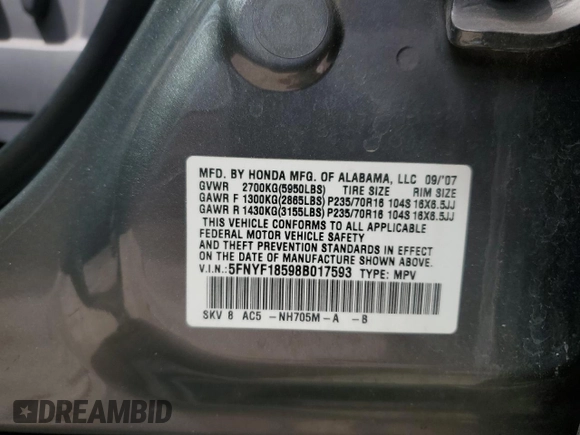 MFD. BY HONDA MFG. OF ALABAMA, LLC 09/'07
GVWR 2700KG(5950LBS) TIRE SIZE RIM SIZE
GAWR F 1300KG(2865LBS) P235/70R16 104S 16X6.5JJ
GAWR R 1430KG(3155LBS) P235/70R16 104S 16X6.5JJ
THIS VEHICLE CONFORMS TO ALL APPLICABLE
FEDERAL MOTOR VEHICLE SAFETY
AND THEFT PREVENTION STANDARDS IN EFFECT
ON THE DATE OF MANUFACTURE SHOWN ABOVE.
V.I.N.: 5FNYF18598B017593 TYPE: MPV
SKV 8 AC5 -NH705M-A -B
DREAMBID